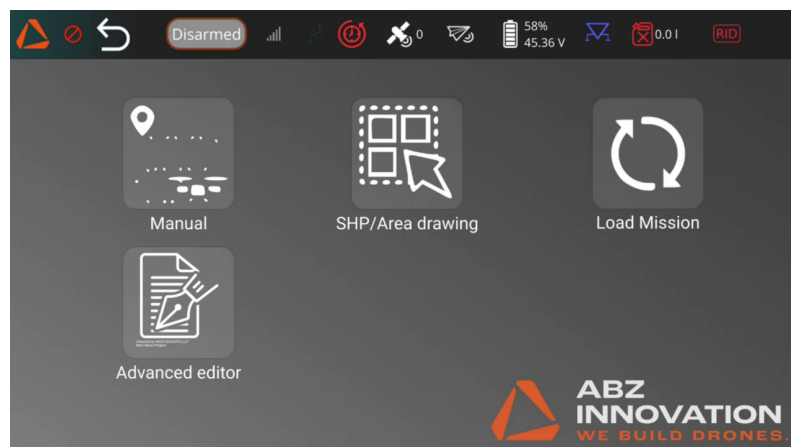 Disarmed
0
58%
45.36 V
0.0 l
RID
Manual
SHP/Area drawing
Load Mission
Advanced editor
ABZ
INNOVATION
WE BUILD DRONES.